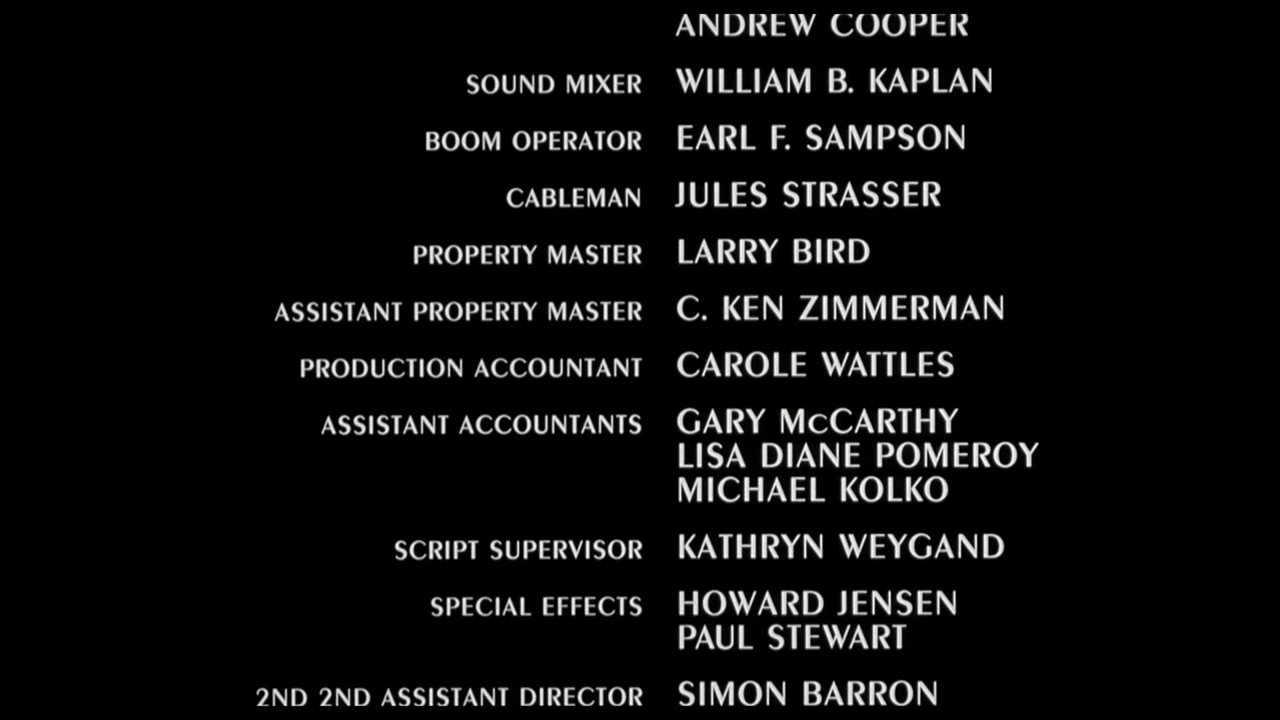 ANDREW COOPER
SOUND MIXER WILLIAM B. KAPLAN
BOOM OPERATOR EARL F. SAMPSON
CABLEMAN JULES STRASSER
PROPERTY MASTER LARRY BIRD
ASSISTANT PROPERTY MASTER C. KEN ZIMMERMAN
PRODUCTION ACCOUNTANT CAROLE WATTLES
ASSISTANT ACCOUNTANTS GARY McCARTHY
LISA DIANE POMEROY
MICHAEL KOLKO
SCRIPT SUPERVISOR KATHRYN WEYGAND
SPECIAL EFFECTS HOWARD JENSEN
PAUL STEWART
2ND 2ND ASSISTANT DIRECTOR SIMON BARRON